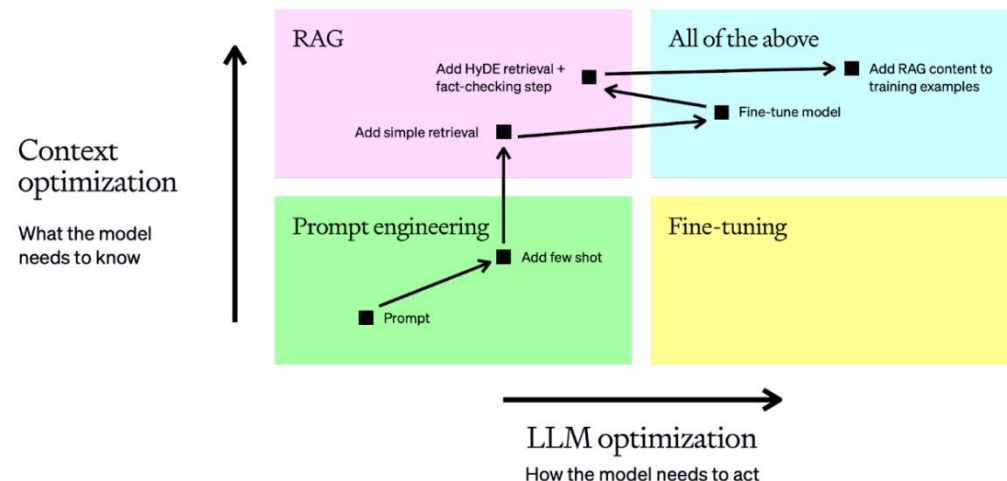 RAG
All of the above
Add HyDE retrieval +
fact-checking step
Add RAG content to
training examples
Fine-tune model
Add simple retrieval
Context
optimization
What the model
needs to know
Prompt engineering
Fine-tuning
Add few shot
Prompt
LLM optimization
How the model needs to act